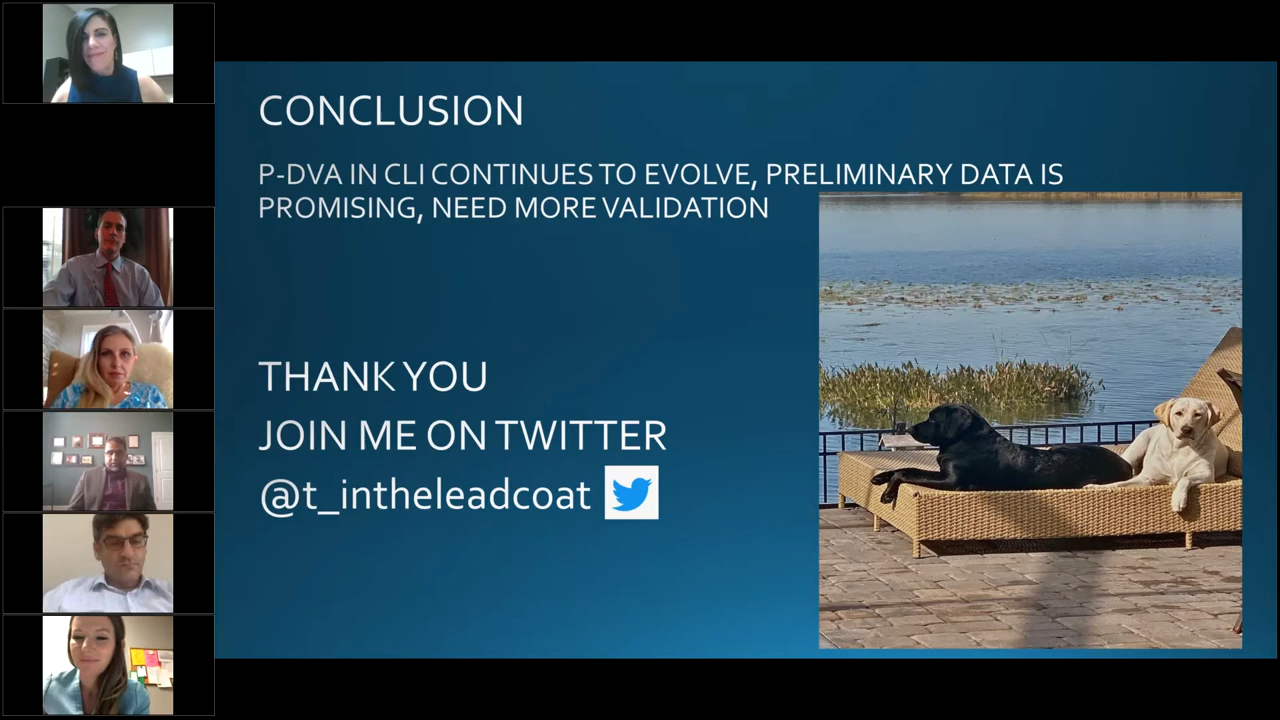 CONCLUSION
P-DVA IN CLI CONTINUES TO EVOLVE, PRELIMINARY DATA IS
PROMISING, NEED MORE VALIDATION
THANK YOU
JOIN ME ON TWITTER
@t_intheleadcoat